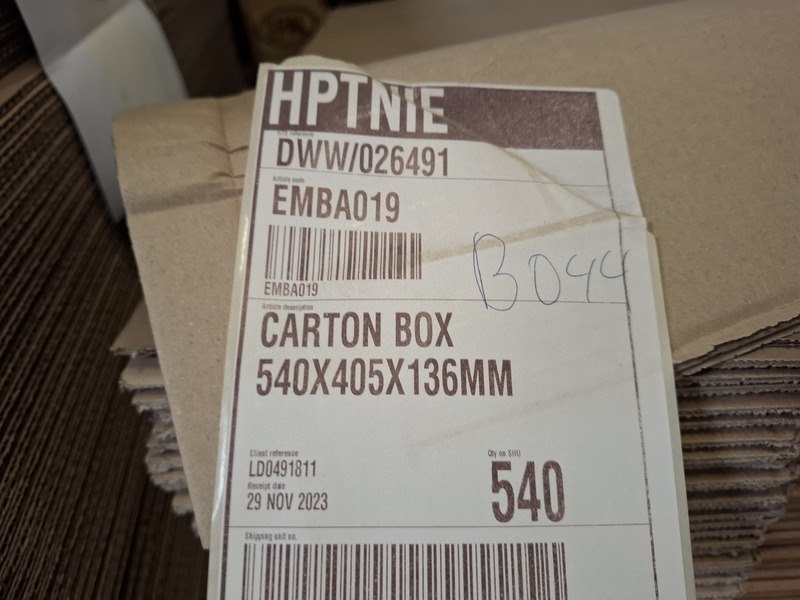 HPTNIE
DWW/026491
Article code
EMBA019
EMBA019
B044
Article description
CARTON BOX
540X405X136MM
Client reference
LD0491811
Qty on SHU
540
Receipt date
29 NOV 2023
Shipping unit no.